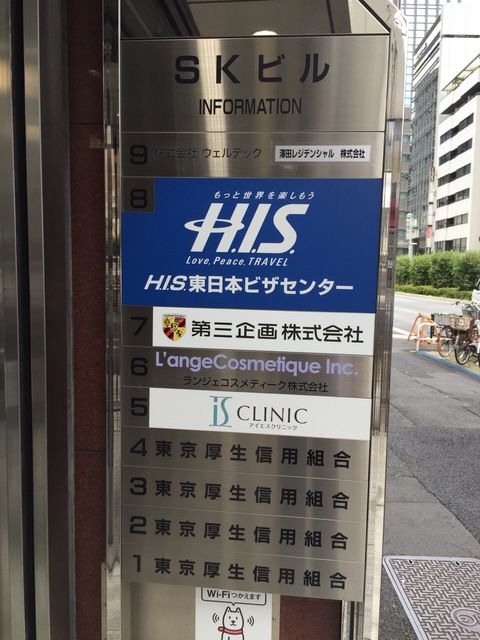 SKビル
INFORMATION
9 株式会社 ウェルテック 澤田レジデンシャル 株式会社
8
もっと世界を楽しもう
H.I.S.
Love, Peace, TRAVEL
H.I.S.東日本ビザセンター
7 第三企画株式会社
6 L'angeCosmetique Inc.
ランジェコスメティーク株式会社
5 iS CLINIC
アイエスクリニック
4 東京厚生信用組合
3 東京厚生信用組合
2 東京厚生信用組合
1 東京厚生信用組合
Wi-Fiつかえます